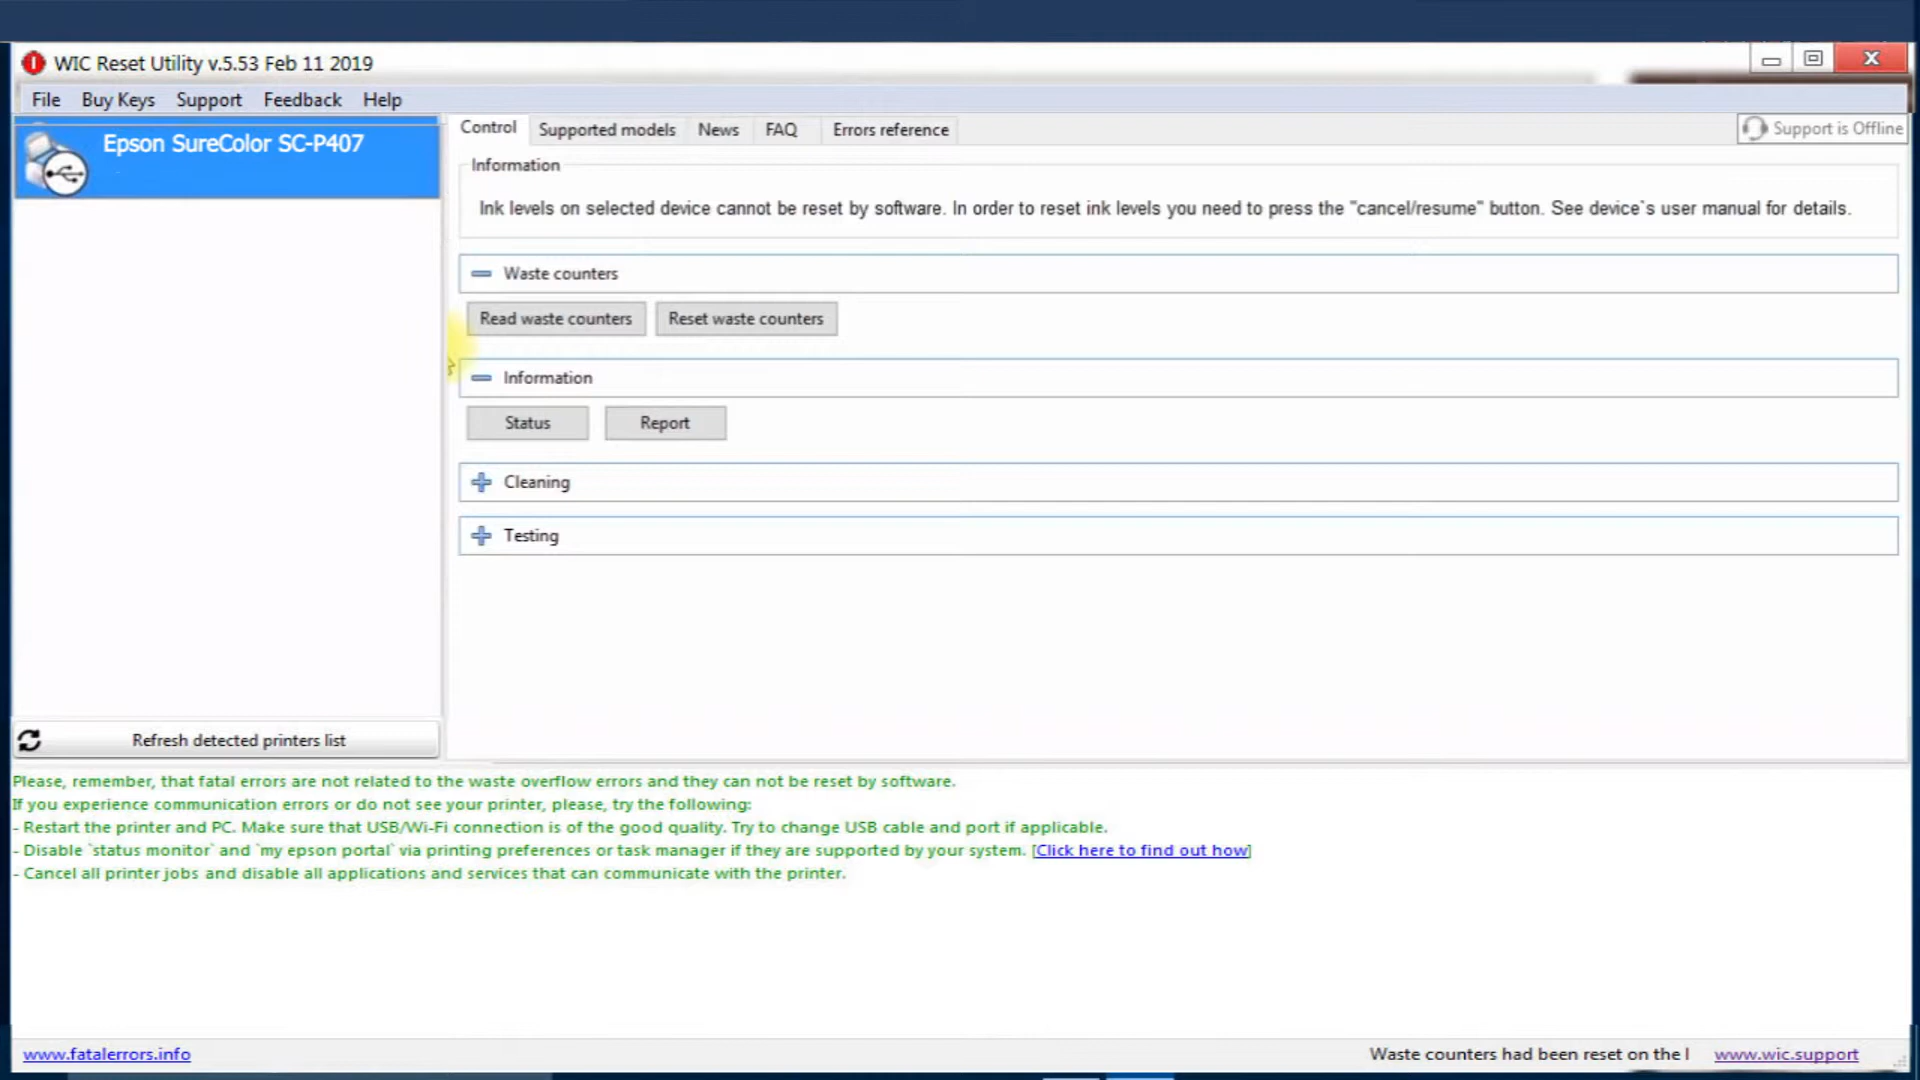 WIC Reset Utility v.5.53 Feb 11 2019
File Buy Keys Support Feedback Help
Epson SureColor SC-P407
Control Supported models News FAQ Errors reference
Support is Offline
Information
Ink levels on selected device cannot be reset by software. In order to reset ink levels you need to press the "cancel/resume" button. See device`s user manual for details.
Waste counters
Read waste counters Reset waste counters
Information
Status Report
Cleaning
Testing
Refresh detected printers list
Please, remember, that fatal errors are not related to the waste overflow errors and they can not be reset by software.
If you experience communication errors or do not see your printer, please, try the following:
- Restart the printer and PC. Make sure that USB/Wi-Fi connection is of the good quality. Try to change USB cable and port if applicable.
- Disable `status monitor` and `my epson portal` via printing preferences or task manager if they are supported by your system. [Click here to find out how]
- Cancel all printer jobs and disable all applications and services that can communicate with the printer.
www.fatalerrors.info
Waste counters had been reset on the
www.wic.support